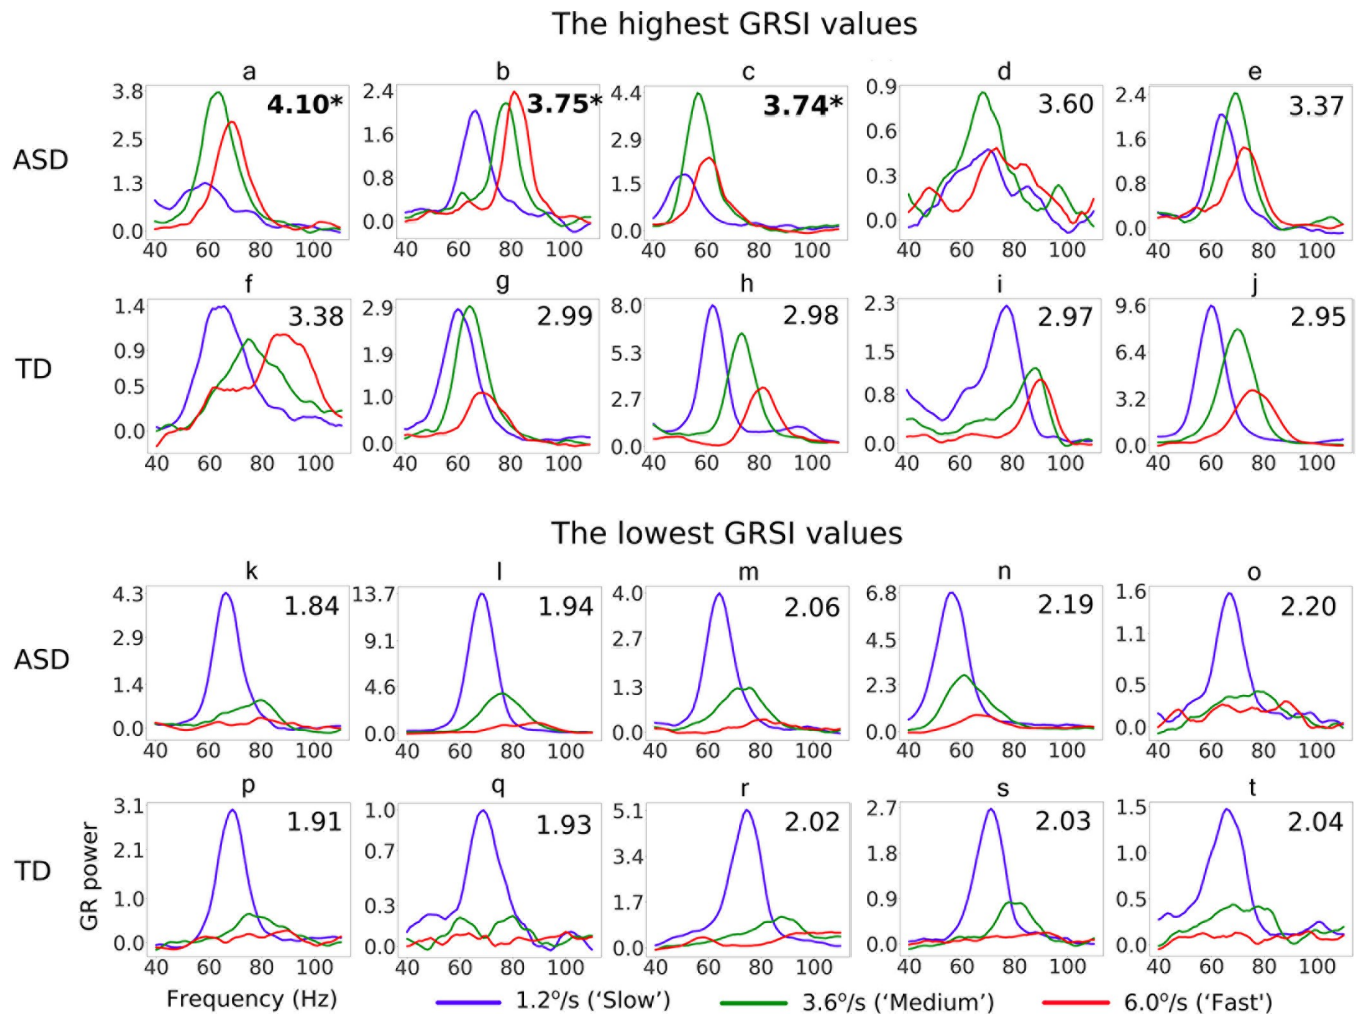 The highest GRSI values
a b c d e
ASD
3.8 2.5 1.3 0.0 4.10* 40 60 80 100
2.4 1.6 0.8 0.0 3.75* 40 60 80 100
4.4 2.9 1.5 0.0 3.74* 40 60 80 100
0.9 0.6 0.3 0.0 3.60 40 60 80 100
2.4 1.6 0.8 0.0 3.37 40 60 80 100
f g h i j
TD
1.4 0.9 0.5 0.0 3.38 40 60 80 100
2.9 1.9 1.0 0.0 2.99 40 60 80 100
8.0 5.3 2.7 0.0 2.98 40 60 80 100
2.3 1.5 0.8 0.0 2.97 40 60 80 100
9.6 6.4 3.2 0.0 2.95 40 60 80 100
The lowest GRSI values
k l m n o
ASD
4.3 2.9 1.4 0.0 1.84 40 60 80 100
13.7 9.1 4.6 0.0 1.94 40 60 80 100
4.0 2.7 1.3 0.0 2.06 40 60 80 100
6.8 4.5 2.3 0.0 2.19 40 60 80 100
1.6 1.1 0.5 0.0 2.20 40 60 80 100
p q r s t
TD
GR power
3.1 2.1 1.0 0.0 1.91 40 60 80 100
1.0 0.7 0.3 0.0 1.93 40 60 80 100
5.1 3.4 1.7 0.0 2.02 40 60 80 100
2.7 1.8 0.9 0.0 2.03 40 60 80 100
1.5 1.0 0.5 0.0 2.04 40 60 80 100
Frequency (Hz)
1.2º/s (‘Slow’) 3.6º/s (‘Medium’) 6.0º/s (‘Fast')